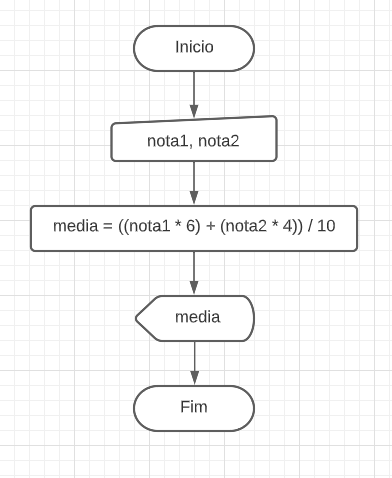 Inicio
nota1, nota2
media = ((nota1 * 6) + (nota2 * 4)) / 10
media
Fim